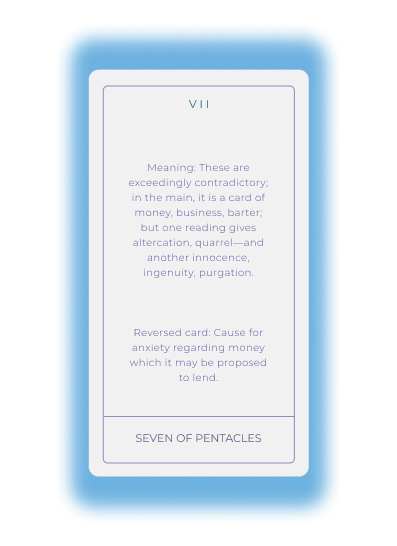 VII
Meaning: These are
exceedingly contradictory;
in the main, it is a card of
money, business, barter;
but one reading gives
altercation, quarrel—and
another innocence,
ingenuity, purgation.
Reversed card: Cause for
anxiety regarding money
which it may be proposed
to lend.
SEVEN OF PENTACLES